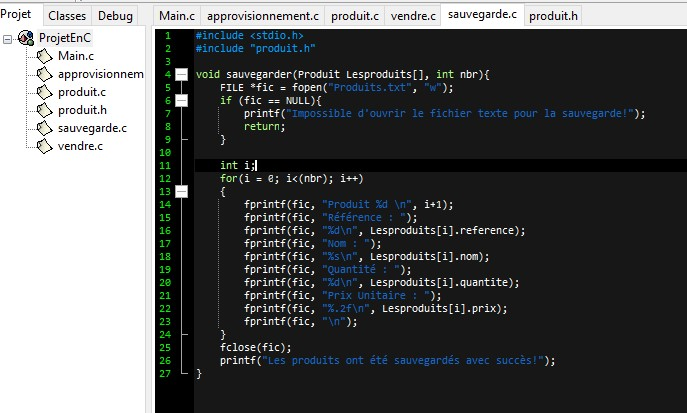 Projet Classes Debug
ProjetEnC
Main.c
approvisionnem
produit.c
produit.h
sauvegarde.c
vendre.c
Main.c approvisionnement.c produit.c vendre.c sauvegarde.c produit.h
1 #include <stdio.h>
2 #include "produit.h"
3
4 void sauvegarder(Produit Lesproduits[], int nbr){
5 FILE *fic = fopen("Produits.txt", "w");
6 if (fic == NULL){
7 printf("Impossible d'ouvrir le fichier texte pour la sauvegarde!");
8 return;
9 }
10
11 int i;
12 for(i = 0; i<(nbr); i++)
13 {
14 fprintf(fic, "Produit %d \n", i+1);
15 fprintf(fic, "Référence : ");
16 fprintf(fic, "%d\n", Lesproduits[i].reference);
17 fprintf(fic, "Nom : ");
18 fprintf(fic, "%s\n", Lesproduits[i].nom);
19 fprintf(fic, "Quantité : ");
20 fprintf(fic, "%d\n", Lesproduits[i].quantite);
21 fprintf(fic, "Prix Unitaire : ");
22 fprintf(fic, "%.2f\n", Lesproduits[i].prix);
23 fprintf(fic, "\n");
24 }
25 fclose(fic);
26 printf("Les produits ont été sauvegardés avec succès!");
27 }